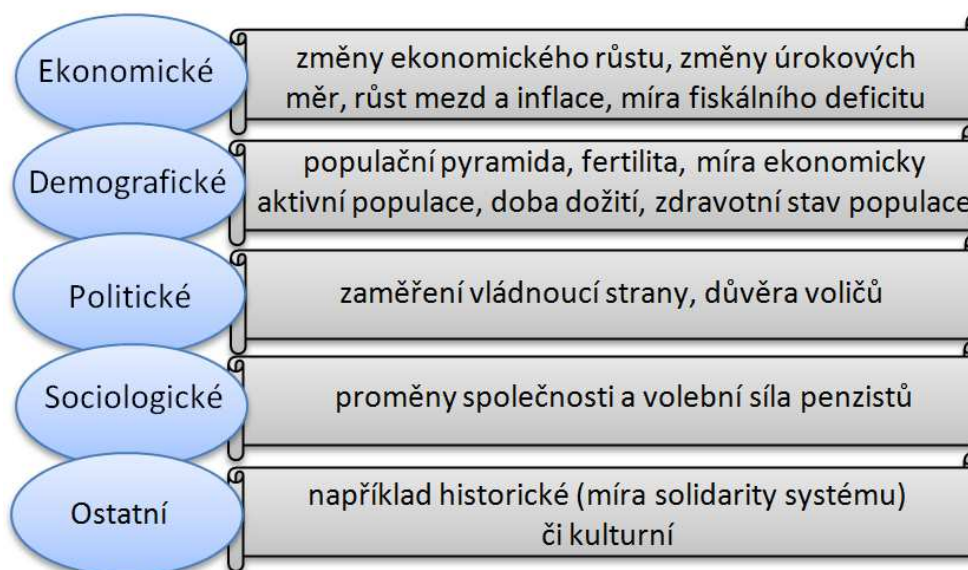 Ekonomické
změny ekonomického růstu, změny úrokových
měr, růst mezd a inflace, míra fiskálního deficitu
Demografické
populační pyramida, fertilita, míra ekonomicky
aktivní populace, doba dožití, zdravotní stav populace
Politické
zaměření vládnoucí strany, důvěra voličů
Sociologické
proměny společnosti a volební síla penzistů
Ostatní
například historické (míra solidarity systému)
či kulturní